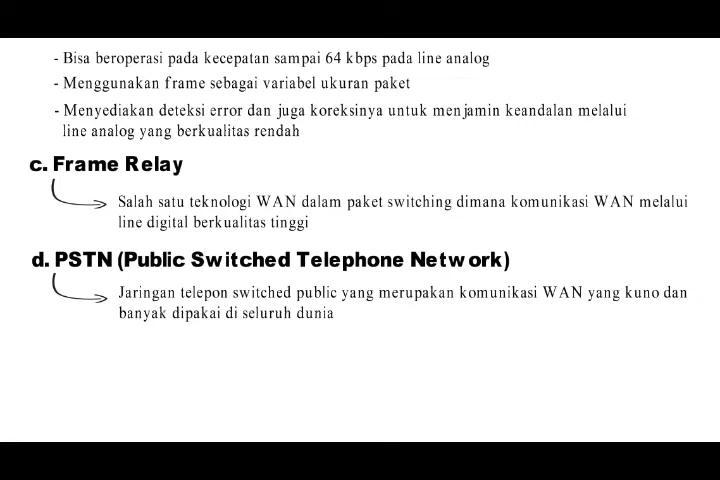 - Bisa beroperasi pada kecepatan sampai 64 kbps pada line analog
- Menggunakan frame sebagai variabel ukuran paket
- Menyediakan deteksi error dan juga koreksinya untuk menjamin keandalan melalui
line analog yang berkualitas rendah
c. Frame Relay
Salah satu teknologi WAN dalam paket switching dimana komunikasi WAN melalui
line digital berkualitas tinggi
d. PSTN (Public Switched Telephone Network)
Jaringan telepon switched public yang merupakan komunikasi WAN yang kuno dan
banyak dipakai di seluruh dunia